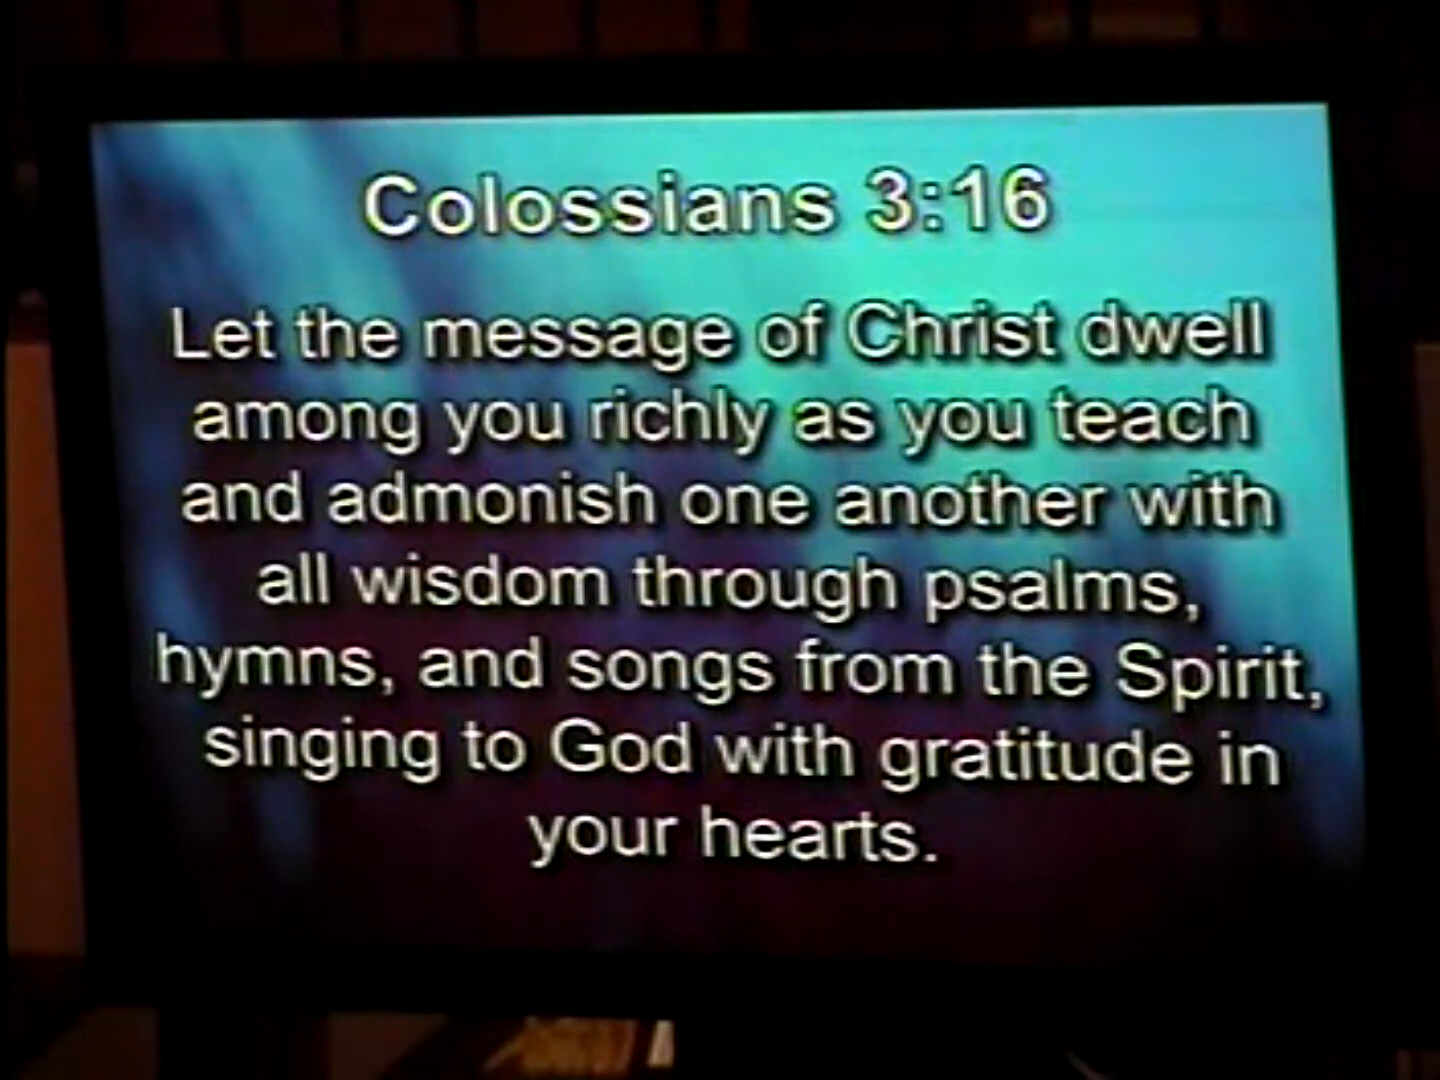 Colossians 3:16
Let the message of Christ dwell
among you richly as you teach
and admonish one another with
all wisdom through psalms,
hymns, and songs from the Spirit,
singing to God with gratitude in
your hearts.